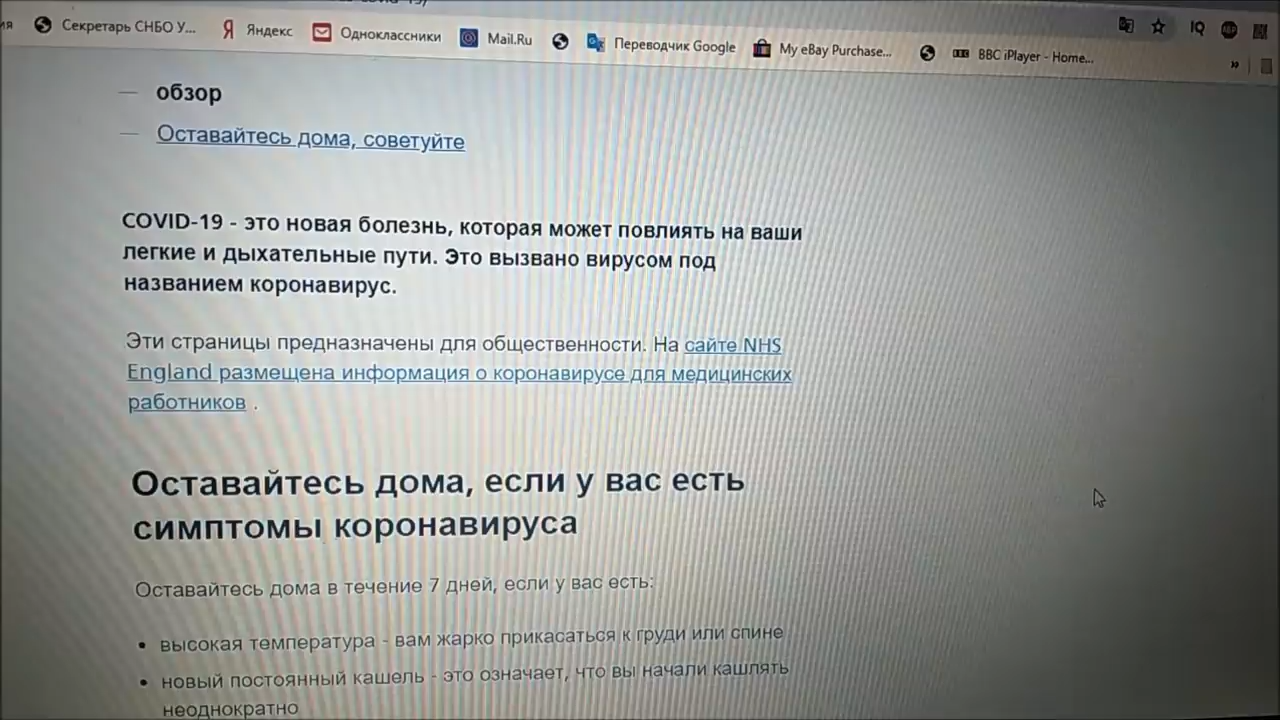 Секретарь СНБО У... Яндекс Одноклассники Mail.Ru Переводчик Google My eBay Purchase... BBC iPlayer - Home... »
IQ
— обзор
— Оставайтесь дома, советуйте
COVID-19 - это новая болезнь, которая может повлиять на ваши
легкие и дыхательные пути. Это вызвано вирусом под
названием коронавирус.
Эти страницы предназначены для общественности. На сайте NHS
England размещена информация о коронавирусе для медицинских
работников .
Оставайтесь дома, если у вас есть
симптомы коронавируса
Оставайтесь дома в течение 7 дней, если у вас есть:
• высокая температура - вам жарко прикасаться к груди или спине
• новый постоянный кашель - это означает, что вы начали кашлять
неоднократно